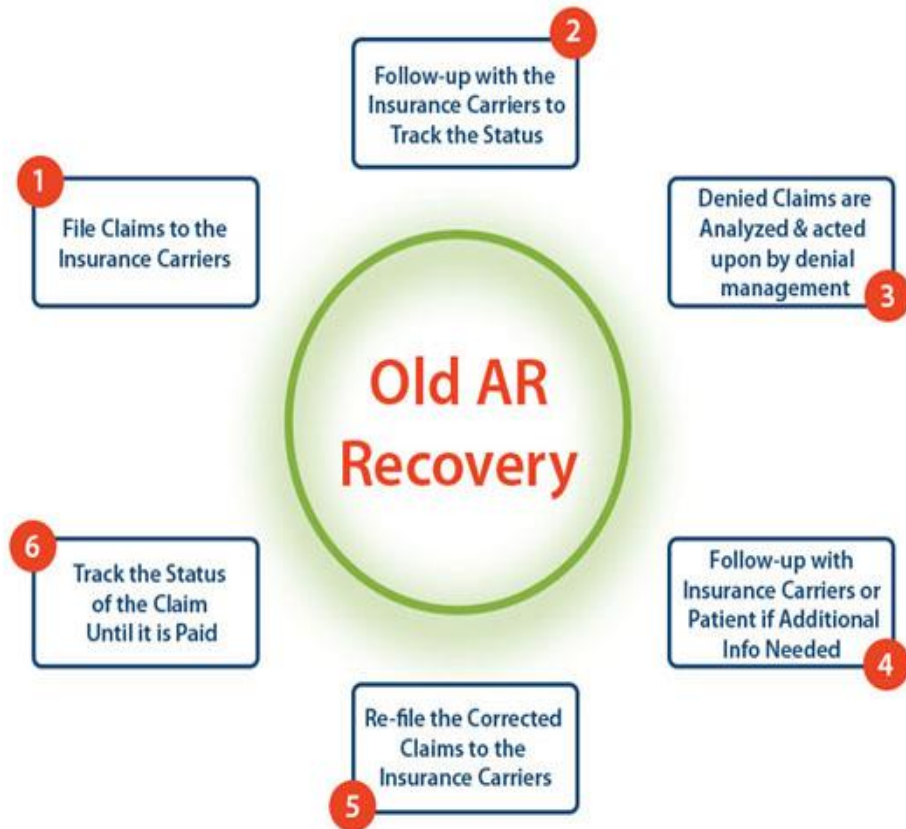 1
File Claims to the
Insurance Carriers
2
Follow-up with the
Insurance Carriers to
Track the Status
3
Denied Claims are
Analyzed & acted
upon by denial
management
4
Follow-up with
Insurance Carriers or
Patient if Additional
Info Needed
5
Re-file the Corrected
Claims to the
Insurance Carriers
6
Track the Status
of the Claim
Until it is Paid
Old AR
Recovery